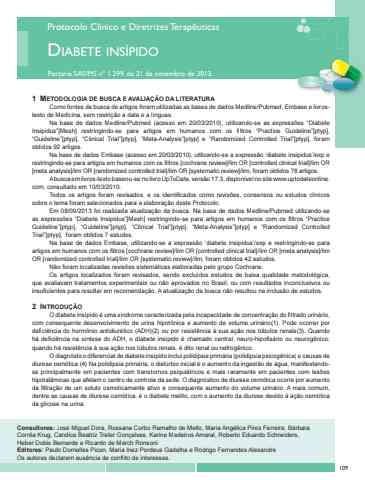 Protocolo Clínico e Diretrizes Terapêuticas
DIABETE INSÍPIDO
Portaria SAS/MS nº 1.299, de 21 de novembro de 2013.
1 METODOLOGIA DE BUSCA E AVALIAÇÃO DA LITERATURA
Como fontes de busca de artigos foram utilizadas as bases de dados Medline/Pubmed, Embase e livros-
texto de Medicina, sem restrição a data e a línguas.
Na base de dados Medline/Pubmed (acesso em 20/03/2010), utilizando-se as expressões "Diabete
Insipidus"[Mesh] restringindo-se para artigos em humanos com os filtros "Practice Guideline"[ptyp],
"Guideline"[ptyp], "Clinical Trial"[ptyp], "Meta-Analysis"[ptyp] e "Randomized Controlled Trial"[ptyp], foram
obtidos 92 artigos.
Na base de dados Embase (acesso em 20/03/2010), utilizando-se a expressão 'diabete insipidus'/exp e
restringindo-se para artigos em humanos com os filtros [cochrane review]/lim OR [controlled clinical trial]/lim OR
[meta analysis]/lim OR [randomized controlled trial]/lim OR [systematic review]/lim, foram obtidos 78 artigos.
A busca em livros-texto baseou-se no livro UpToDate, versão 17.3, disponível no site www.uptodateonline.
com, consultado em 10/03/2010.
Todos os artigos foram revisados, e os identificados como revisões, consensos ou estudos clínicos
sobre o tema foram selecionados para a elaboração deste Protocolo.
Em 08/09/2013 foi realizada atualização da busca. Na base de dados Medline/Pubmed utilizando-se
as expressões "Diabetes Insipidus"[Mesh] restringindo-se para artigos em humanos com os filtros "Practice
Guideline"[ptyp], "Guideline"[ptyp], "Clinical Trial"[ptyp], "Meta-Analysis"[ptyp] e "Randomized Controlled
Trial"[ptyp], foram obtidos 7 estudos.
Na base de dados Embase, utilizando-se a expressão 'diabete insipidus'/exp e restringindo-se para
artigos em humanos com os filtros [cochrane review]/lim OR [controlled clinical trial]/lim OR [meta analysis]/lim
OR [randomized controlled trial]/lim OR [systematic review]/lim, foram obtidos 42 estudos.
Não foram localizadas revisões sistemáticas elaboradas pelo grupo Cochrane.
Os artigos localizados foram revisados, sendo excluídos estudos de baixa qualidade metodológica,
que avaliavam tratamentos experimentais ou não aprovados no Brasil, ou com resultados inconclusivos ou
insuficientes para resultar em recomendação. A atualização da busca não resultou na inclusão de estudos.
2 INTRODUÇÃO
O diabete insípido é uma síndrome caracterizada pela incapacidade de concentração do filtrado urinário,
com consequente desenvolvimento de urina hipotônica e aumento de volume urinário(1). Pode ocorrer por
deficiência do hormônio antidiurético (ADH)(2) ou por resistência à sua ação nos túbulos renais(3). Quando
há deficiência na síntese do ADH, o diabete insípido é chamado central, neuro-hipofisário ou neurogênico;
quando há resistência à sua ação nos túbulos renais, é dito renal ou nefrogênico.
O diagnóstico diferencial de diabete insípido inclui polidipsia primária (polidipsia psicogênica) e causas de
diurese osmótica.(4) Na polidipsia primária, o distúrbio inicial é o aumento da ingestão de água, manifestando-
se principalmente em pacientes com transtornos psiquiátricos e mais raramente em pacientes com lesões
hipotalâmicas que afetem o centro de controle da sede. O diagnóstico de diurese osmótica ocorre por aumento
da filtração de um soluto osmoticamente ativo e consequente aumento do volume urinário. A mais comum,
dentre as causas de diurese osmótica, é o diabete melito, com o aumento da diurese devido à ação osmótica
da glicose na urina.
Consultores: José Miguel Dora, Rossana Corbo Ramalho de Mello, Maria Angélica Pires Ferreira, Bárbara
Corrêa Krug, Candice Beatriz Treter Gonçalves, Karine Medeiros Amaral, Roberto Eduardo Schneiders,
Heber Dobis Bernarde e Ricardo de March Ronsoni
Editores: Paulo Dornelles Picon, Maria Inez Pordeus Gadelha e Rodrigo Fernandes Alexandre
Os autores declararam ausência de conflito de interesses.
109